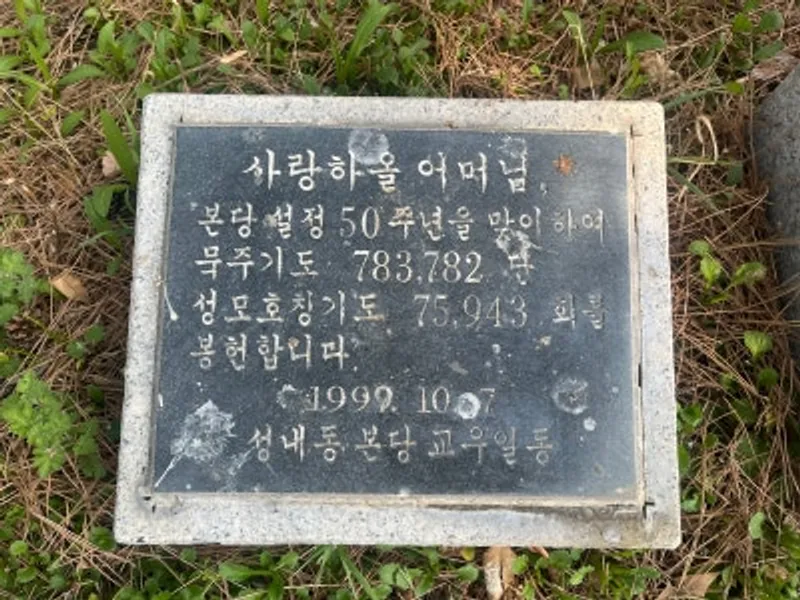 사랑하올 어머님,
본당설정 50주년을 맞이하여
묵주기도 783,782 단
성모호칭기도 75,943 회를
봉헌합니다.
1999. 10. 7
성내동 본당 교우일동